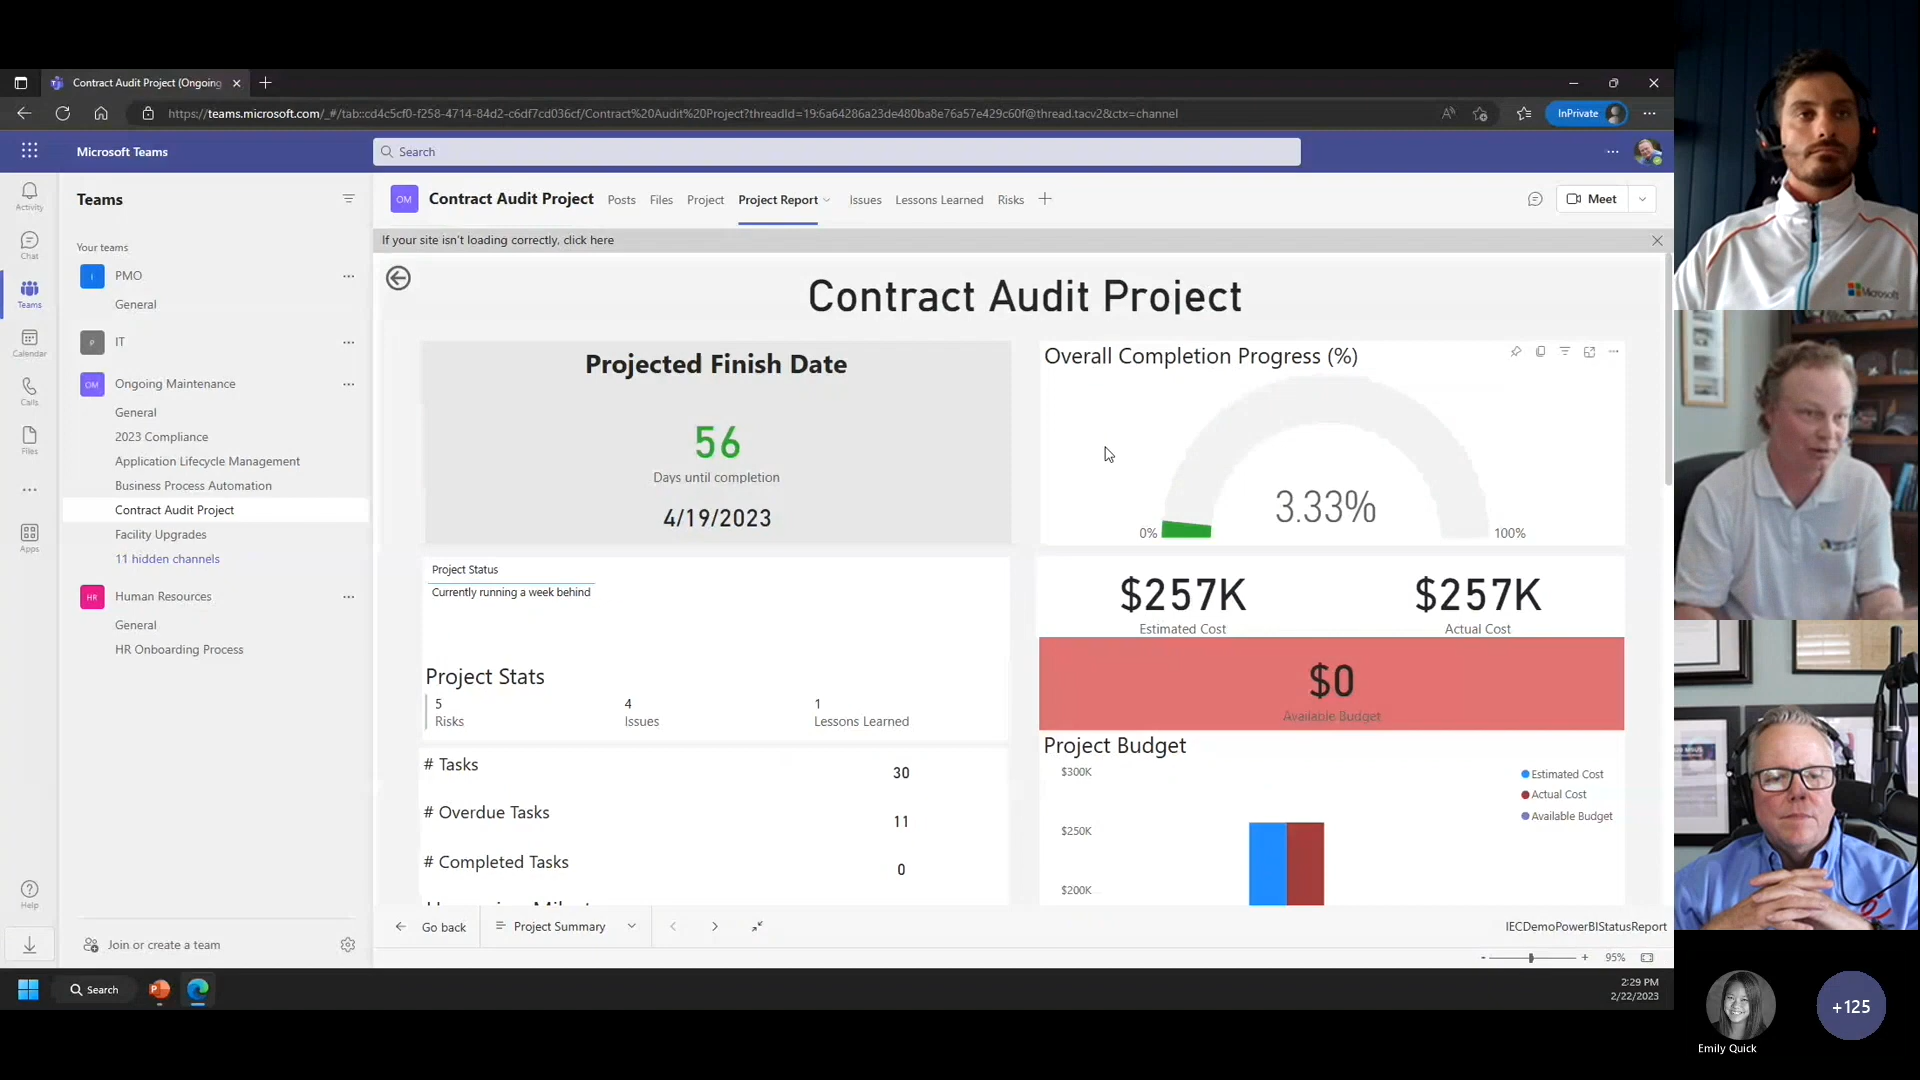 Contract Audit Project (Ongoing
https://teams.microsoft.com/_#/tab::cd4c5cf0-f258-4714-84d2-c6df7cd036cf/Contract%20Audit%20Project?threadId=19:6a64286a23de480ba8e76a57e429c60f@thread.tacv2&ctx=channel
InPrivate
Microsoft Teams
Search
Activity
Chat
Teams
Calendar
Calls
Files
Apps
Help
Teams
Your teams
PMO
General
P
IT
OM
Ongoing Maintenance
General
2023 Compliance
Application Lifecycle Management
Business Process Automation
Contract Audit Project
Facility Upgrades
11 hidden channels
HR
Human Resources
General
HR Onboarding Process
Join or create a team
OM
Contract Audit Project
Posts
Files
Project
Project Report
Issues
Lessons Learned
Risks
Meet
If your site isn't loading correctly, click here
Contract Audit Project
Projected Finish Date
56
Days until completion
4/19/2023
Overall Completion Progress (%)
3.33%
0%
100%
Project Status
Currently running a week behind
Project Stats
5
Risks
4
Issues
1
Lessons Learned
$257K
Estimated Cost
$257K
Actual Cost
$0
Available Budget
# Tasks
30
# Overdue Tasks
11
# Completed Tasks
0
Project Budget
$300K
$250K
$200K
Estimated Cost
Actual Cost
Available Budget
Go back
Project Summary
IECDemoPowerBIStatusReport
95%
Search
2:29 PM
2/22/2023
Microsoft
Emily Quick
+125